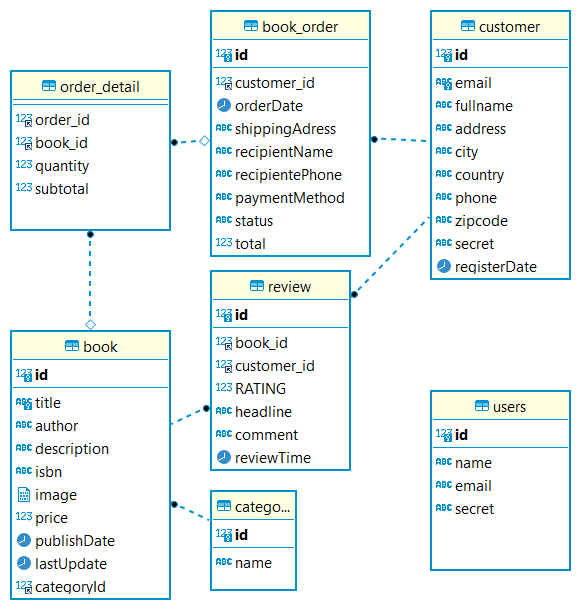 order_detail
order_id
book_id
quantity
subtotal
book_order
id
customer_id
orderDate
shippingAdress
recipientName
recipientePhone
paymentMethod
status
total
customer
id
email
fullname
address
city
country
phone
zipcode
secret
registerDate
review
id
book_id
customer_id
RATING
headline
comment
reviewTime
book
id
title
author
description
isbn
image
price
publishDate
lastUpdate
categoryId
catego...
id
name
users
id
name
email
secret